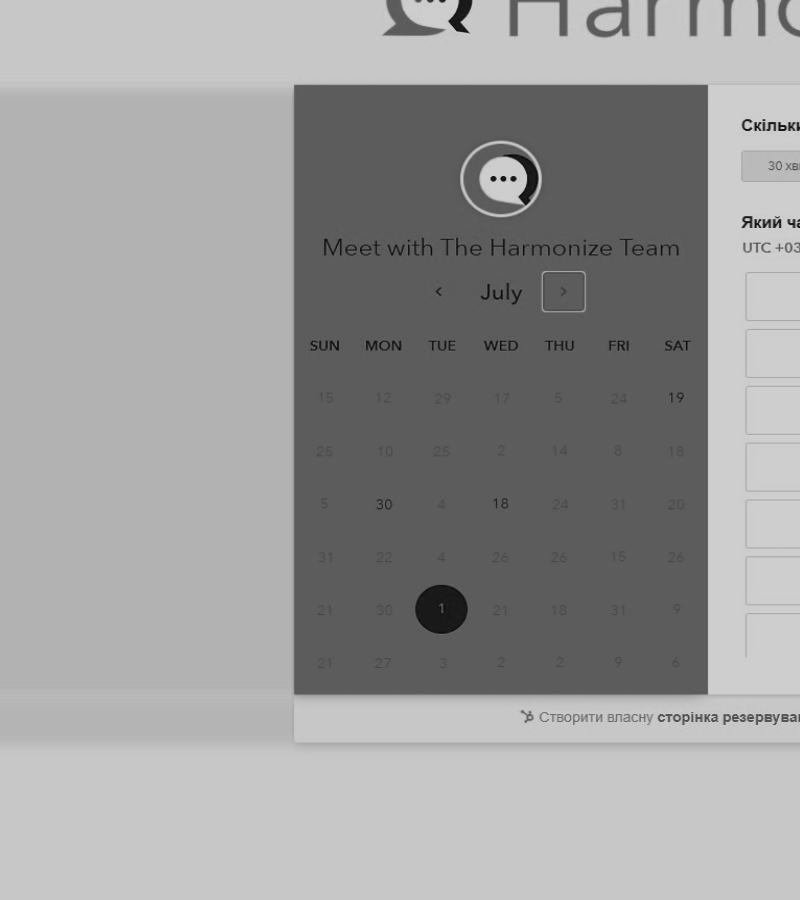 Harmo
Meet with The Harmonize Team
July
SUN MON TUE WED THU FRI SAT
15 12 29 17 5 24 19
25 10 25 2 14 8 18
5 30 4 18 24 31 20
31 22 4 26 26 15 26
21 30 1 21 18 31 9
21 27 3 2 2 9 6
Скільки
30 хв
Який ча
UTC +03
Створити власну сторінка резервува